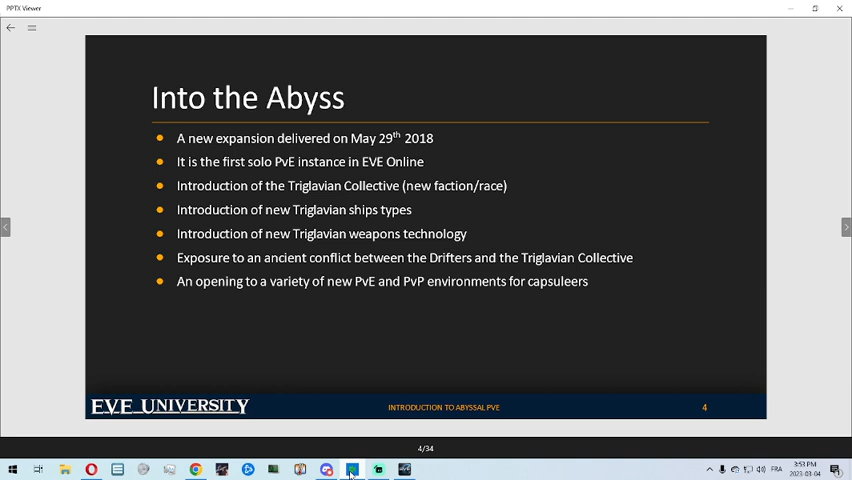 PPTX Viewer
Into the Abyss
A new expansion delivered on May 29th 2018
It is the first solo PvE instance in EVE Online
Introduction of the Triglavian Collective (new faction/race)
Introduction of new Triglavian ships types
Introduction of new Triglavian weapons technology
Exposure to an ancient conflict between the Drifters and the Triglavian Collective
An opening to a variety of new PvE and PvP environments for capsuleers
EVE UNIVERSITY
INTRODUCTION TO ABYSSAL PVE
4
4/34
FRA
3:53 PM
2023-03-04